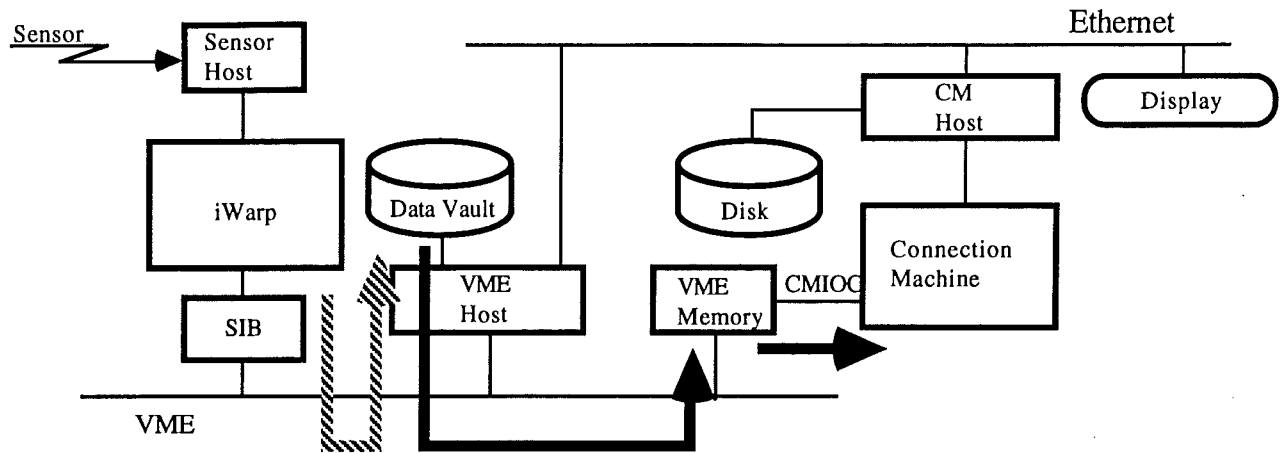 Ethernet
Sensor
Sensor
Host
CM
Host
Display
iWarp
Data Vault
Disk
Connection
Machine
VME
Host
VME
Memory
CMIOC
SIB
VME